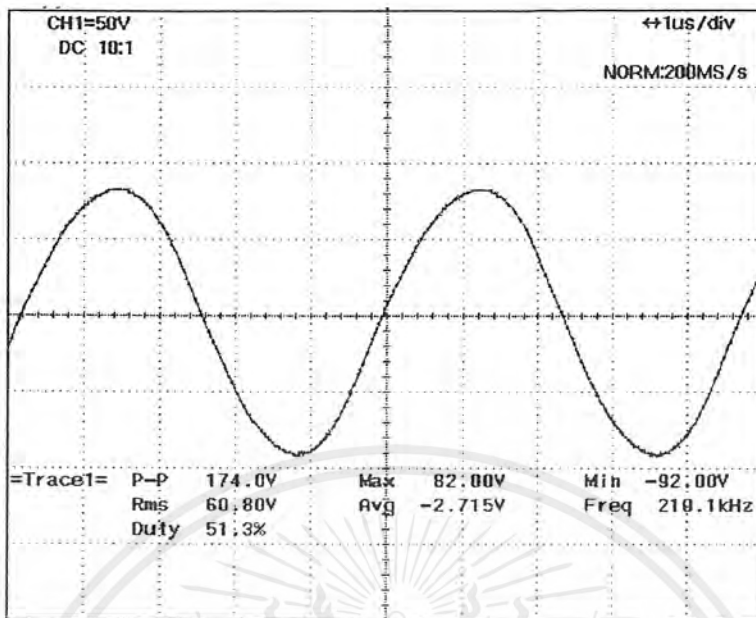 CH1=50V
DC 10:1
↔1us/div
NORM:200MS/s
=Trace1= P-P 174.0V Max 82.00V Min -92.00V
Rms 60.80V Avg -2.715V Freq 210.1kHz
Duty 51.3%